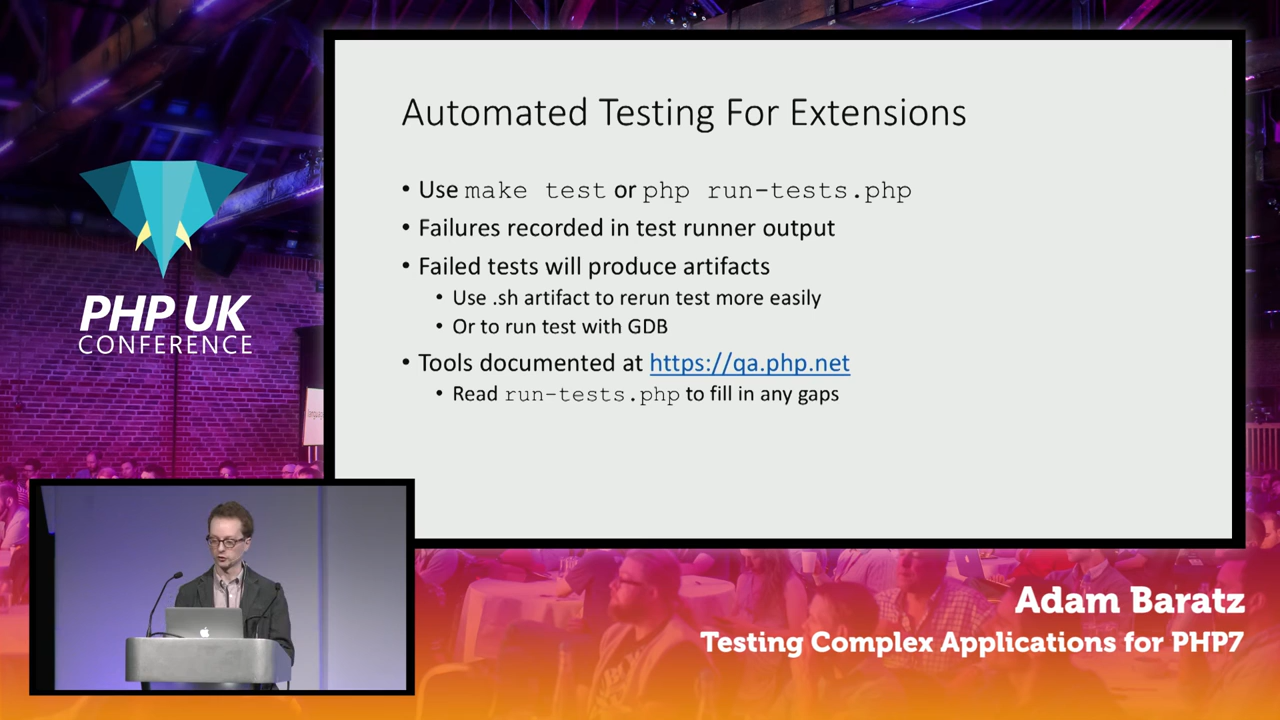 Automated Testing For Extensions
• Use make test or php run-tests.php
• Failures recorded in test runner output
• Failed tests will produce artifacts
• Use .sh artifact to rerun test more easily
• Or to run test with GDB
• Tools documented at https://qa.php.net
• Read run-tests.php to fill in any gaps
PHP UK
CONFERENCE
Adam Baratz
Testing Complex Applications for PHP7